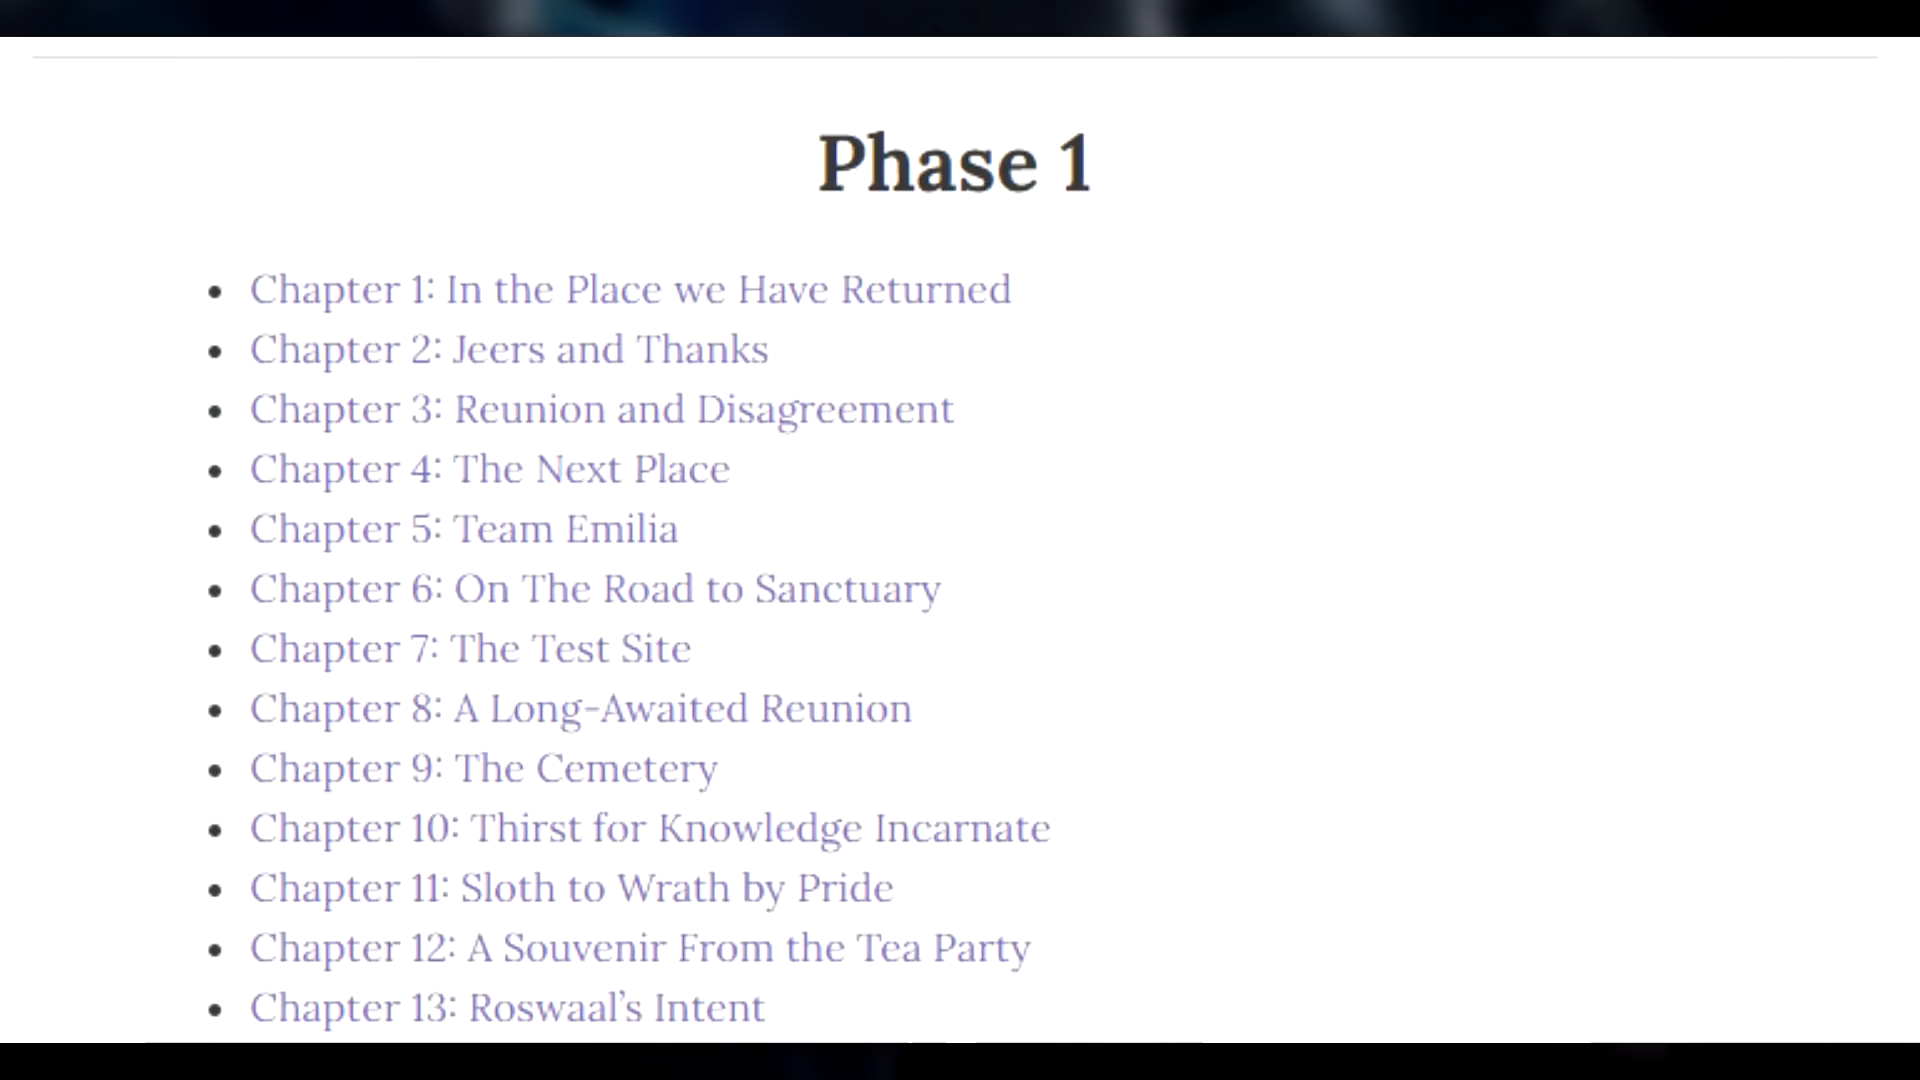 Phase 1
Chapter 1: In the Place we Have Returned
Chapter 2: Jeers and Thanks
Chapter 3: Reunion and Disagreement
Chapter 4: The Next Place
Chapter 5: Team Emilia
Chapter 6: On The Road to Sanctuary
Chapter 7: The Test Site
Chapter 8: A Long-Awaited Reunion
Chapter 9: The Cemetery
Chapter 10: Thirst for Knowledge Incarnate
Chapter 11: Sloth to Wrath by Pride
Chapter 12: A Souvenir From the Tea Party
Chapter 13: Roswaal’s Intent